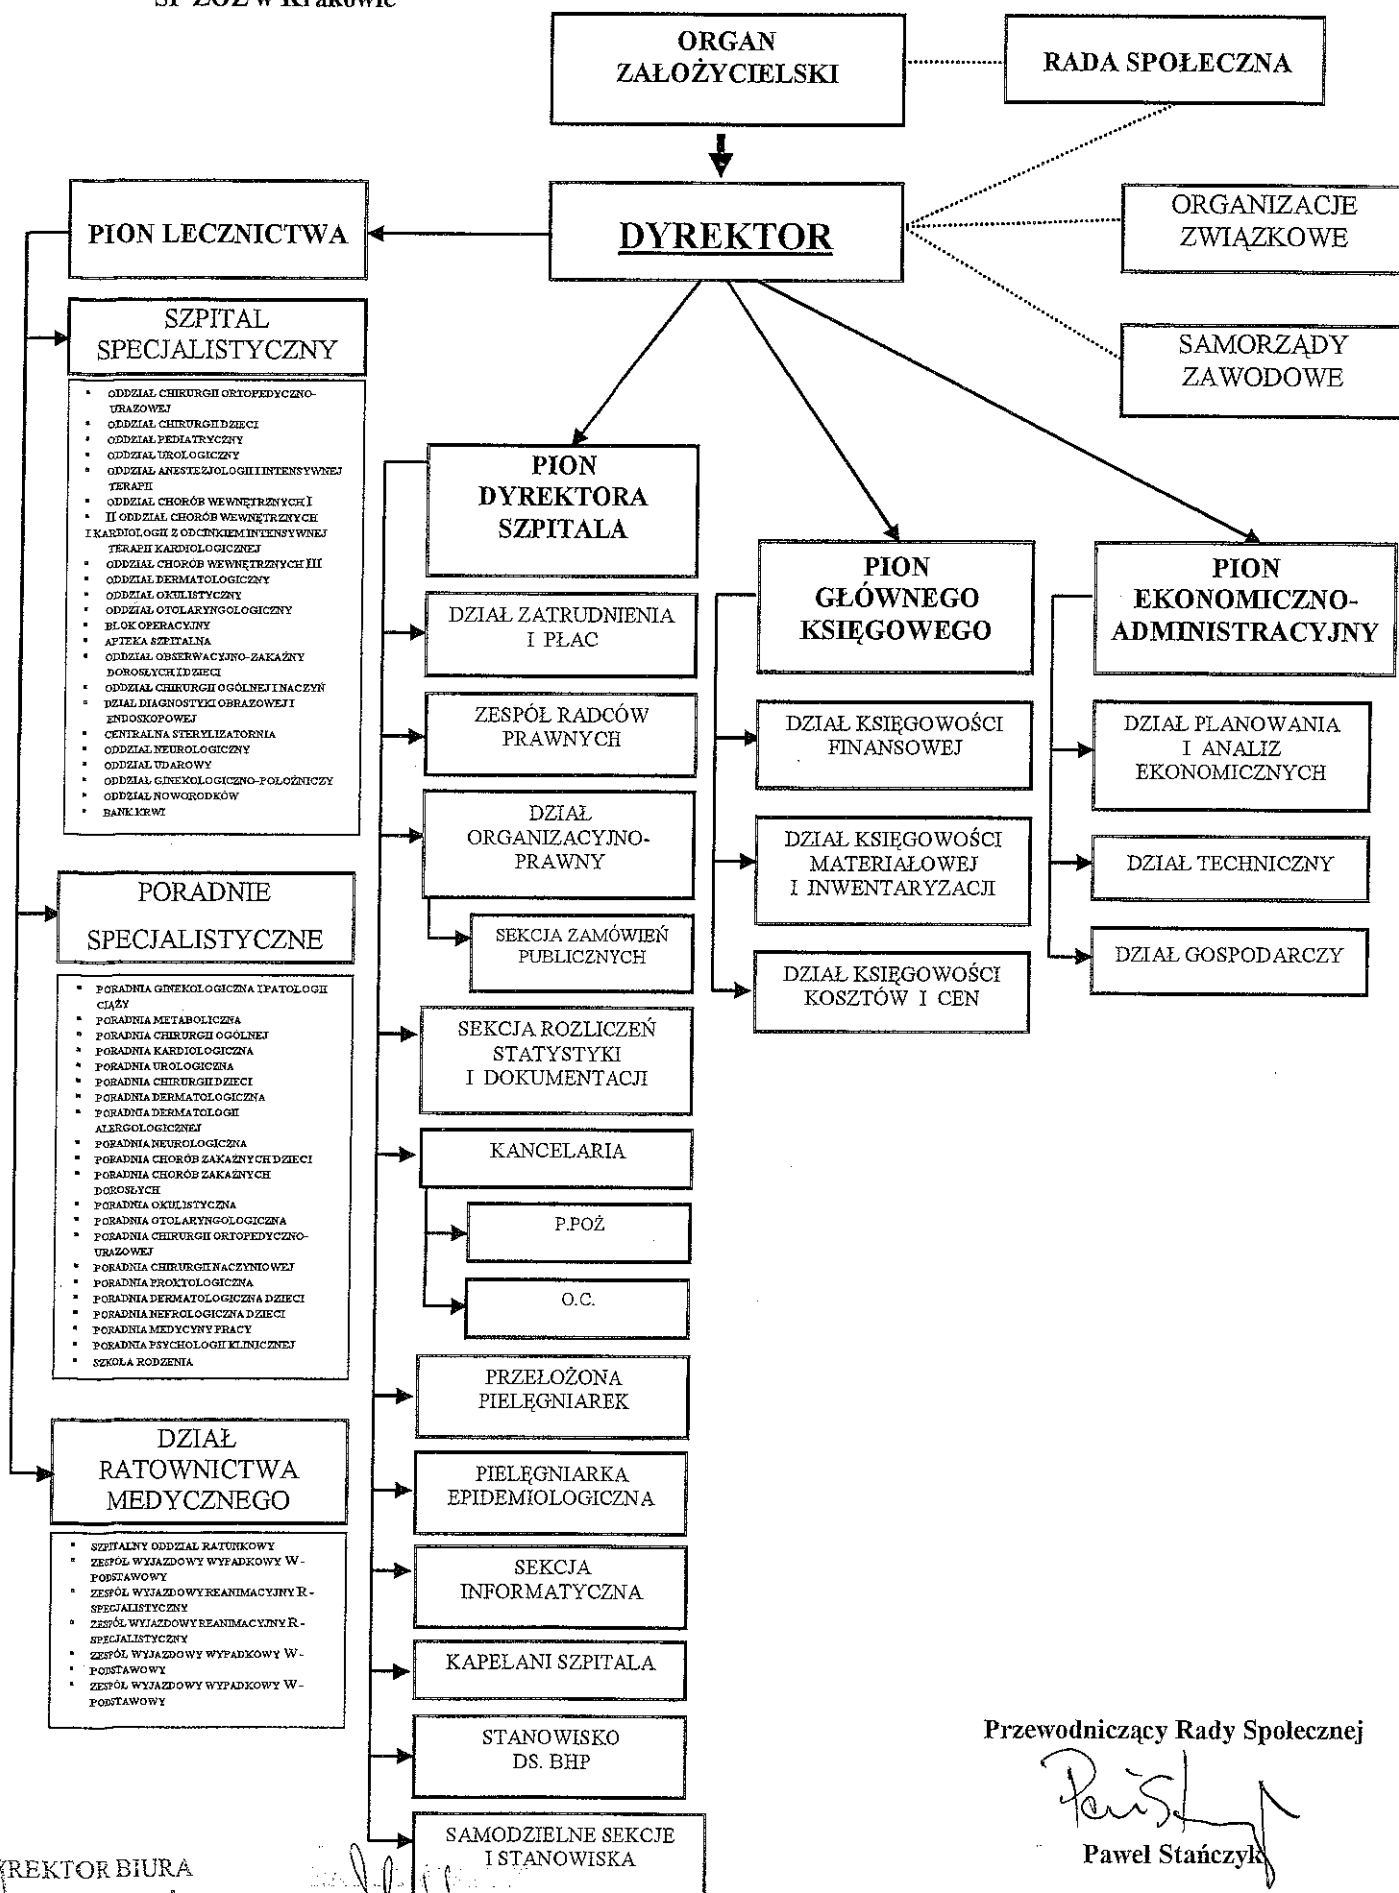 SP ZOZ w Krakowie
ORGAN
ZAŁOŻYCIELSKI
RADA SPOŁECZNA
PION LECZNICTWA
DYREKTOR
ORGANIZACJE
ZWIĄZKOWE
SAMORZĄDY
ZAWODOWE
SZPITAL
SPECJALISTYCZNY
ODDZIAŁ CHIRURGII ORTOPEDYCZNO-
URAZOWEJ
ODDZIAŁ CHIRURGII DZIECI
ODDZIAŁ PEDIATRYCZNY
ODDZIAŁ UROLOGICZNY
ODDZIAŁ ANESTEZJOLOGII I INTENSYWNEJ
TERAPII
ODDZIAŁ CHORÓB WEWNĘTRZNYCH I
II ODDZIAŁ CHORÓB WEWNĘTRZNYCH
I KARDIOLOGII Z ODCINKIEM INTENSYWNEJ
TERAPII KARDIOLOGICZNEJ
ODDZIAŁ CHORÓB WEWNĘTRZNYCH III
ODDZIAŁ DERMATOLOGICZNY
ODDZIAŁ OKULISTYCZNY
ODDZIAŁ OTOLARYNGOLOGICZNY
BLOK OPERACYJNY
APTEKA SZPITALNA
ODDZIAŁ OBSERWACYJNO-ZAKAŹNY
DOROSŁYCH I DZIECI
ODDZIAŁ CHIRURGII OGÓLNEJ I NACZYŃ
DZIAŁ DIAGNOSTYKI OBRAZOWEJ I
ENDOSKOPOWEJ
CENTRALNA STERYLIZATORNIA
ODDZIAŁ NEUROLOGICZNY
ODDZIAŁ UDAROWY
ODDZIAŁ GINEKOLOGICZNO-POŁOŻNICZY
ODDZIAŁ NOWORODKÓW
BANK KRWI
PORADNIE
SPECJALISTYCZNE
PORADNIA GINEKOLOGICZNA I PATOLOGII
CIĄŻY
PORADNIA METABOLICZNA
PORADNIA CHIRURGII OGÓLNEJ
PORADNIA KARDIOLOGICZNA
PORADNIA UROLOGICZNA
PORADNIA CHIRURGII DZIECI
PORADNIA DERMATOLOGICZNA
PORADNIA DERMATOLOGII
ALERGOLOGICZNEJ
PORADNIA NEUROLOGICZNA
PORADNIA CHORÓB ZAKAŹNYCH DZIECI
PORADNIA CHORÓB ZAKAŹNYCH
DOROSŁYCH
PORADNIA OKULISTYCZNA
PORADNIA OTOLARYNGOLOGICZNA
PORADNIA CHIRURGII ORTOPEDYCZNO-
URAZOWEJ
PORADNIA CHIRURGII NACZYNIOWEJ
PORADNIA PROKTOLOGICZNA
PORADNIA DERMATOLOGICZNA DZIECI
PORADNIA NEFROLOGICZNA DZIECI
PORADNIA MEDYCYNY PRACY
PORADNIA PSYCHOLOGII KLINICZNEJ
SZKOŁA RODZENIA
DZIAŁ
RATOWNICTWA
MEDYCZNEGO
SZPITALNY ODDZIAŁ RATUNKOWY
ZESPÓŁ WYJAZDOWY WYPADKOWY W-
PODSTAWOWY
ZESPÓŁ WYJAZDOWY REANIMACYJNY R-
SPECJALISTYCZNY
ZESPÓŁ WYJAZDOWY REANIMACYJNY R-
SPECJALISTYCZNY
ZESPÓŁ WYJAZDOWY WYPADKOWY W-
PODSTAWOWY
ZESPÓŁ WYJAZDOWY WYPADKOWY W-
PODSTAWOWY
PION
DYREKTORA
SZPITALA
DZIAŁ ZATRUDNIENIA
I PŁAC
ZESPÓŁ RADCÓW
PRAWNYCH
DZIAŁ
ORGANIZACYJNO-
PRAWNY
SEKCJA ZAMÓWIEŃ
PUBLICZNYCH
SEKCJA ROZLICZEŃ
STATYSTYKI
I DOKUMENTACJI
KANCELARIA
P.POŻ
O.C.
PRZEŁOŻONA
PIELĘGNIAREK
PIELĘGNIARKA
EPIDEMIOLOGICZNA
SEKCJA
INFORMATYCZNA
KAPELANI SZPITALA
STANOWISKO
DS. BHP
SAMODZIELNE SEKCJE
I STANOWISKA
PION
GŁÓWNEGO
KSIĘGOWEGO
DZIAŁ KSIĘGOWOŚCI
FINANSOWEJ
DZIAŁ KSIĘGOWOŚCI
MATERIAŁOWEJ
I INWENTARYZACJI
DZIAŁ KSIĘGOWOŚCI
KOSZTÓW I CEN
PION
EKONOMICZNO-
ADMINISTRACYJNY
DZIAŁ PLANOWANIA
I ANALIZ
EKONOMICZNYCH
DZIAŁ TECHNICZNY
DZIAŁ GOSPODARCZY
Przewodniczący Rady Społecznej
Paweł Stańczyk
REKTOR BIURA